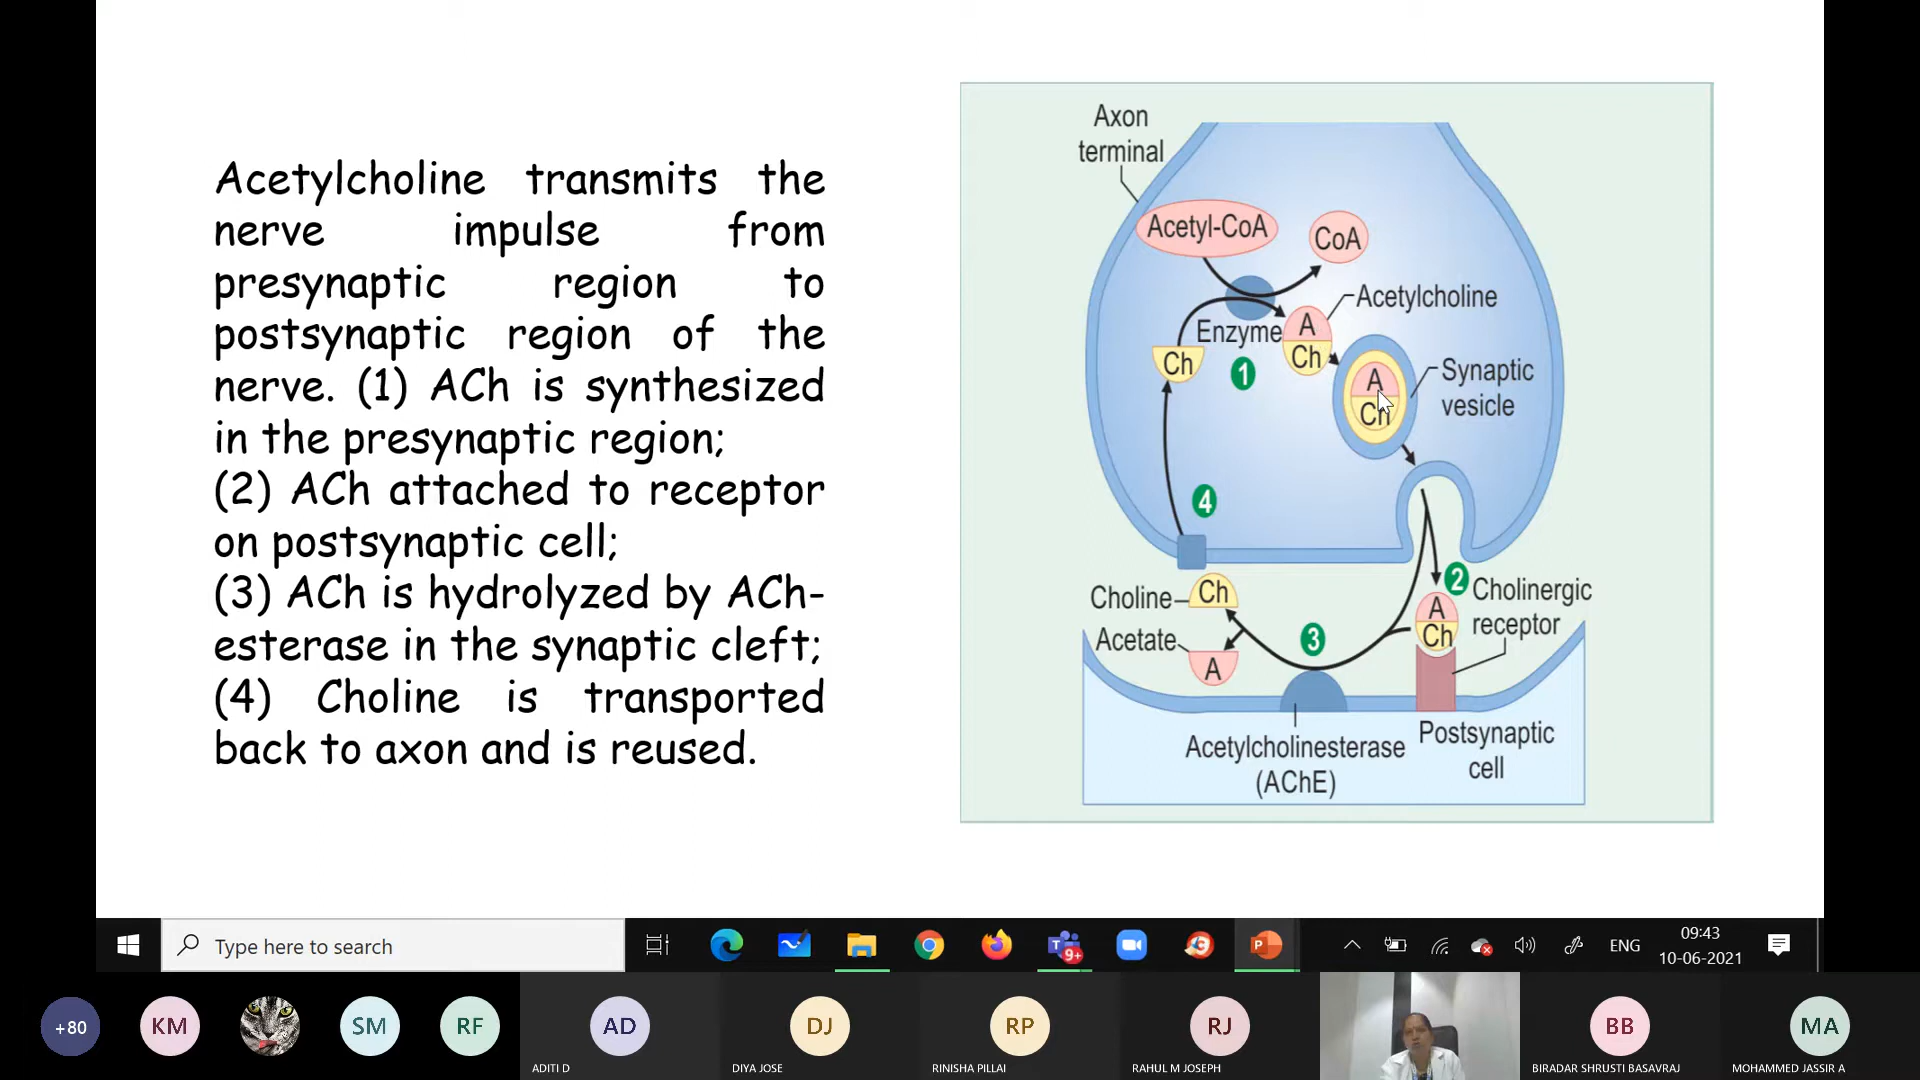 Acetylcholine transmits the
nerve impulse from
presynaptic region to
postsynaptic region of the
nerve. (1) ACh is synthesized
in the presynaptic region;
(2) ACh attached to receptor
on postsynaptic cell;
(3) ACh is hydrolyzed by ACh-
esterase in the synaptic cleft;
(4) Choline is transported
back to axon and is reused.
Axon
terminal
Acetyl-CoA
CoA
Acetylcholine
Enzyme
A
Ch
Ch
1
A
Ch
Synaptic
vesicle
4
2
Cholinergic
receptor
Choline
Ch
A
Ch
Acetate
A
3
Acetylcholinesterase
(AChE)
Postsynaptic
cell
Type here to search
9+
ENG
09:43
10-06-2021
+80
KM
SM
RF
AD
DJ
RP
RJ
BB
MA
ADITI D
DIYA JOSE
RINISHA PILLAI
RAHUL M JOSEPH
BIRADAR SHRUSTI BASAVRAJ
MOHAMMED JASSIR A